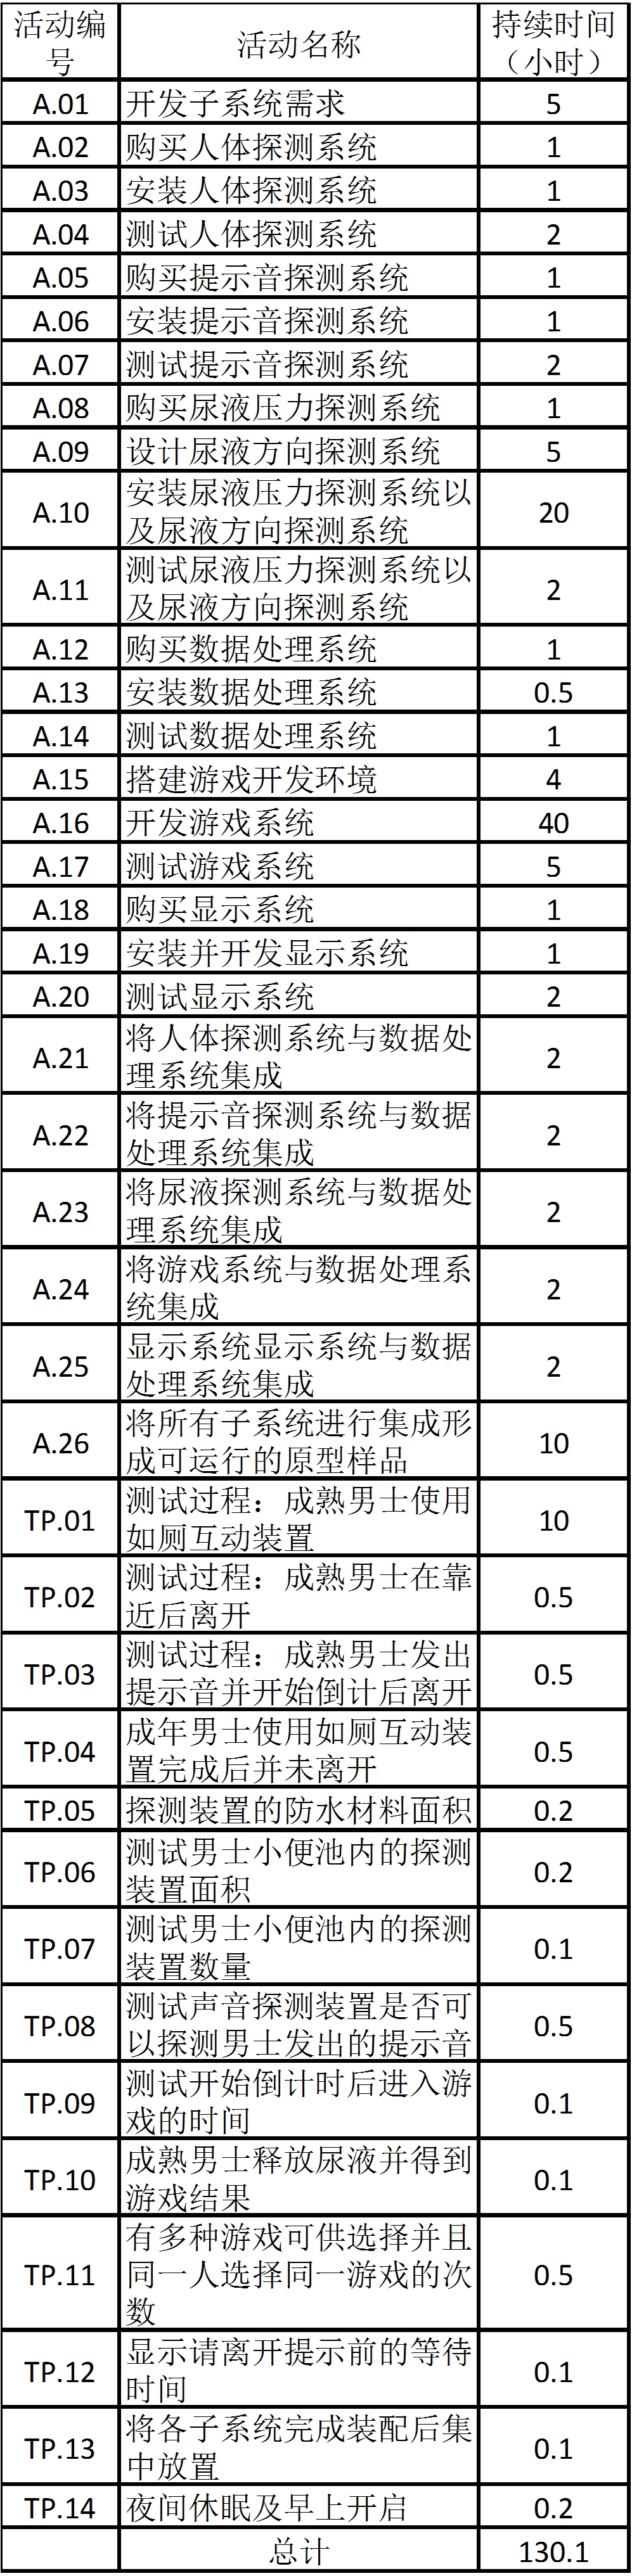 活动编
号
活动名称
持续时间
（小时）
A.01
开发子系统需求
5
A.02
购买人体探测系统
1
A.03
安装人体探测系统
1
A.04
测试人体探测系统
2
A.05
购买提示音探测系统
1
A.06
安装提示音探测系统
1
A.07
测试提示音探测系统
2
A.08
购买尿液压力探测系统
1
A.09
设计尿液方向探测系统
5
A.10
安装尿液压力探测系统以
及尿液方向探测系统
20
A.11
测试尿液压力探测系统以
及尿液方向探测系统
2
A.12
购买数据处理系统
1
A.13
安装数据处理系统
0.5
A.14
测试数据处理系统
1
A.15
搭建游戏开发环境
4
A.16
开发游戏系统
40
A.17
测试游戏系统
5
A.18
购买显示系统
1
A.19
安装并开发显示系统
1
A.20
测试显示系统
2
A.21
将人体探测系统与数据处
理系统集成
2
A.22
将提示音探测系统与数据
处理系统集成
2
A.23
将尿液探测系统与数据处
理系统集成
2
A.24
将游戏系统与数据处理系
统集成
2
A.25
显示系统显示系统与数据
处理系统集成
2
A.26
将所有子系统进行集成形
成可运行的原型样品
10
TP.01
测试过程：成熟男士使用
如厕互动装置
10
TP.02
测试过程：成熟男士在靠
近后离开
0.5
TP.03
测试过程：成熟男士发出
提示音并开始倒计后离开
0.5
TP.04
成年男士使用如厕互动装
置完成后并未离开
0.5
TP.05
探测装置的防水材料面积
0.2
TP.06
测试男士小便池内的探测
装置面积
0.2
TP.07
测试男士小便池内的探测
装置数量
0.1
TP.08
测试声音探测装置是否可
以探测男士发出的提示音
0.5
TP.09
测试开始倒计时后进入游
戏的时间
0.1
TP.10
成熟男士释放尿液并得到
游戏结果
0.1
TP.11
有多种游戏可供选择并且
同一人选择同一游戏的次
数
0.5
TP.12
显示请离开提示前的等待
时间
0.1
TP.13
将各子系统完成装配后集
中放置
0.1
TP.14
夜间休眠及早上开启
0.2
总计
130.1